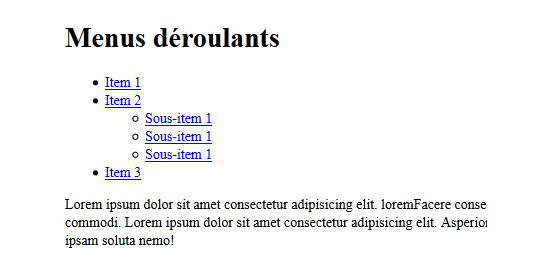 Menus déroulants
Item 1
Item 2
Sous-item 1
Sous-item 1
Sous-item 1
Item 3
Lorem ipsum dolor sit amet consectetur adipisicing elit. loremFacere conse
commodi. Lorem ipsum dolor sit amet consectetur adipisicing elit. Asperior
ipsam soluta nemo!